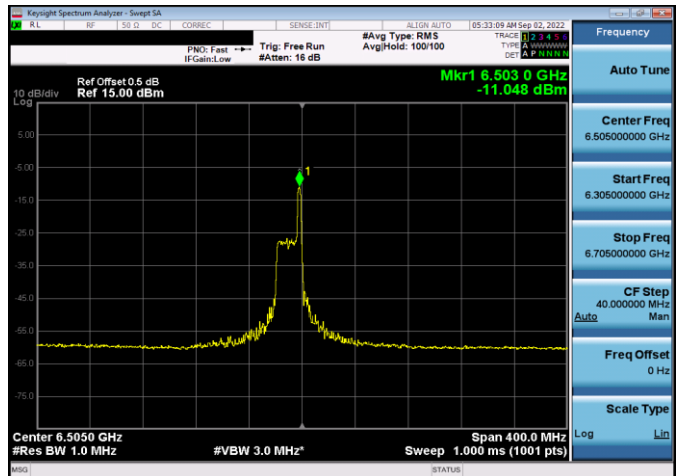 Keysight Spectrum Analyzer - Swept SA
LXI RL RF 50 Ω DC CORREC SENSE:INT ALIGN AUTO 05:33:09 AM Sep 02, 2022
PNO: Fast Trig: Free Run #Avg Type: RMS TRACE 1 2 3 4 5 6
IFGain:Low #Atten: 16 dB Avg|Hold: 100/100 TYPE A WWWWW
DET A P N N N N
Ref Offset 0.5 dB Mkr1 6.503 0 GHz
10 dB/div Ref 15.00 dBm -11.048 dBm
Log
5.00
-5.00
1
-15.0
-25.0
-35.0
-45.0
-55.0
-65.0
-75.0
Center 6.5050 GHz Span 400.0 MHz
#Res BW 1.0 MHz #VBW 3.0 MHz* Sweep 1.000 ms (1001 pts)
MSG STATUS
Frequency
Auto Tune
Center Freq
6.505000000 GHz
Start Freq
6.305000000 GHz
Stop Freq
6.705000000 GHz
CF Step
40.000000 MHz
Auto Man
Freq Offset
0 Hz
Scale Type
Log Lin